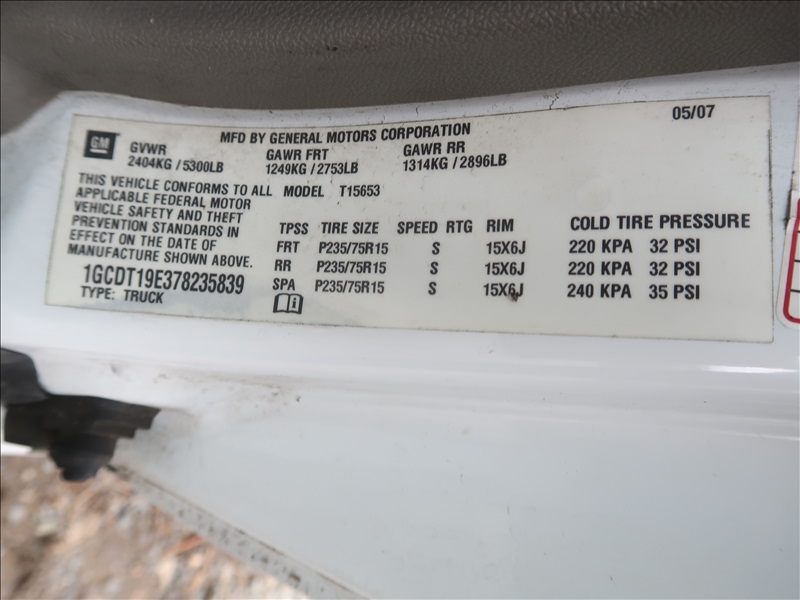 05/07
GM
MFD BY GENERAL MOTORS CORPORATION
GVWR GAWR FRT GAWR RR
2404KG / 5300LB 1249KG / 2753LB 1314KG / 2896LB
THIS VEHICLE CONFORMS TO ALL MODEL T15653
APPLICABLE FEDERAL MOTOR
VEHICLE SAFETY AND THEFT
PREVENTION STANDARDS IN
EFFECT ON THE DATE OF
MANUFACTURE SHOWN ABOVE.
1GCDT19E378235839
TYPE: TRUCK
TPSS TIRE SIZE SPEED RTG RIM COLD TIRE PRESSURE
FRT P235/75R15 S 15X6J 220 KPA 32 PSI
RR P235/75R15 S 15X6J 220 KPA 32 PSI
SPA P235/75R15 S 15X6J 240 KPA 35 PSI